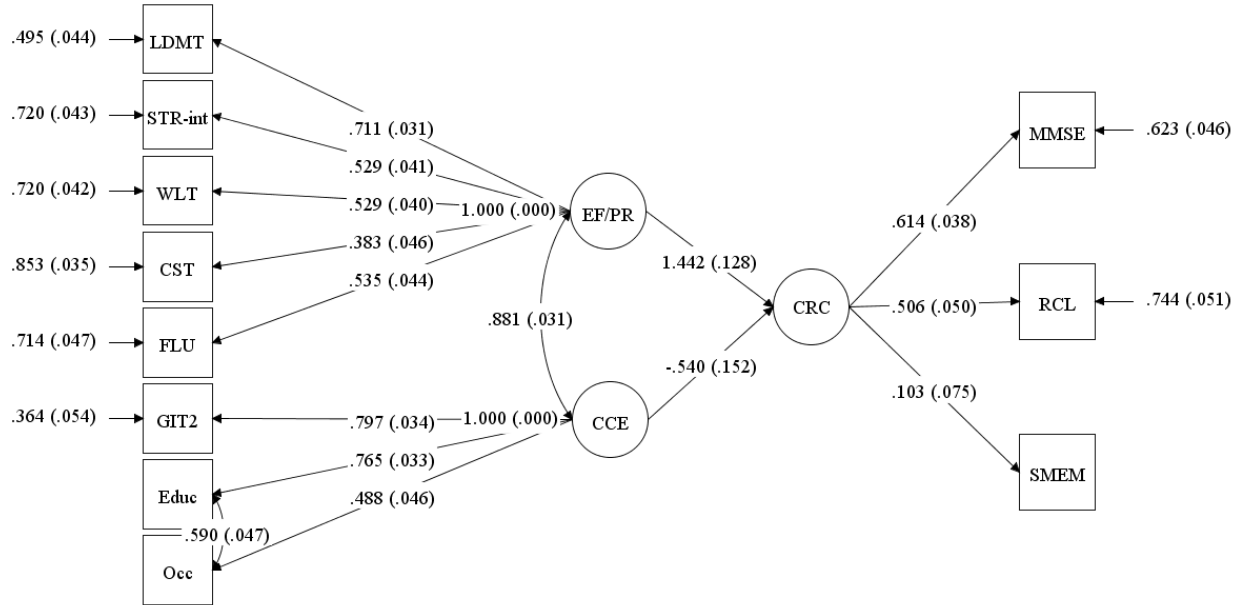 .495 (.044)
LDMT
.720 (.043)
STR-int
.720 (.042)
WLT
.853 (.035)
CST
.714 (.047)
FLU
.364 (.054)
GIT2
Educ
.590 (.047)
Occ
.711 (.031)
.529 (.041)
.529 (.040)
.383 (.046)
.535 (.044)
1.000 (.000)
EF/PR
.881 (.031)
.797 (.034)
.765 (.033)
.488 (.046)
1.000 (.000)
CCE
1.442 (.128)
-.540 (.152)
CRC
.614 (.038)
.506 (.050)
.103 (.075)
MMSE
.623 (.046)
RCL
.744 (.051)
SMEM